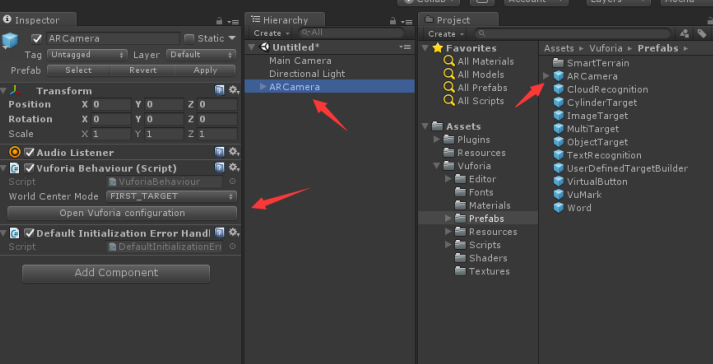 Collab
Account
Layers
Inspector
ARCamera
Static
Tag Untagged Layer Default
Prefab Select Revert Apply
Transform
Position X 0 Y 0 Z 0
Rotation X 0 Y 0 Z 0
Scale X 1 Y 1 Z 1
Audio Listener
Vuforia Behaviour (Script)
Script VuforiaBehaviour
World Center Mode FIRST_TARGET
Open Vuforia configuration
Default Initialization Error Handl
Script DefaultInitializationErr
Add Component
Hierarchy
Create All
Untitled*
Main Camera
Directional Light
ARCamera
Project
Create
Favorites
All Materials
All Models
All Prefabs
All Scripts
Assets
Plugins
Resources
Vuforia
Editor
Fonts
Materials
Prefabs
Resources
Scripts
Shaders
Textures
Assets Vuforia Prefabs
SmartTerrain
ARCamera
CloudRecognition
CylinderTarget
ImageTarget
MultiTarget
ObjectTarget
TextRecognition
UserDefinedTargetBuilder
VirtualButton
VuMark
Word